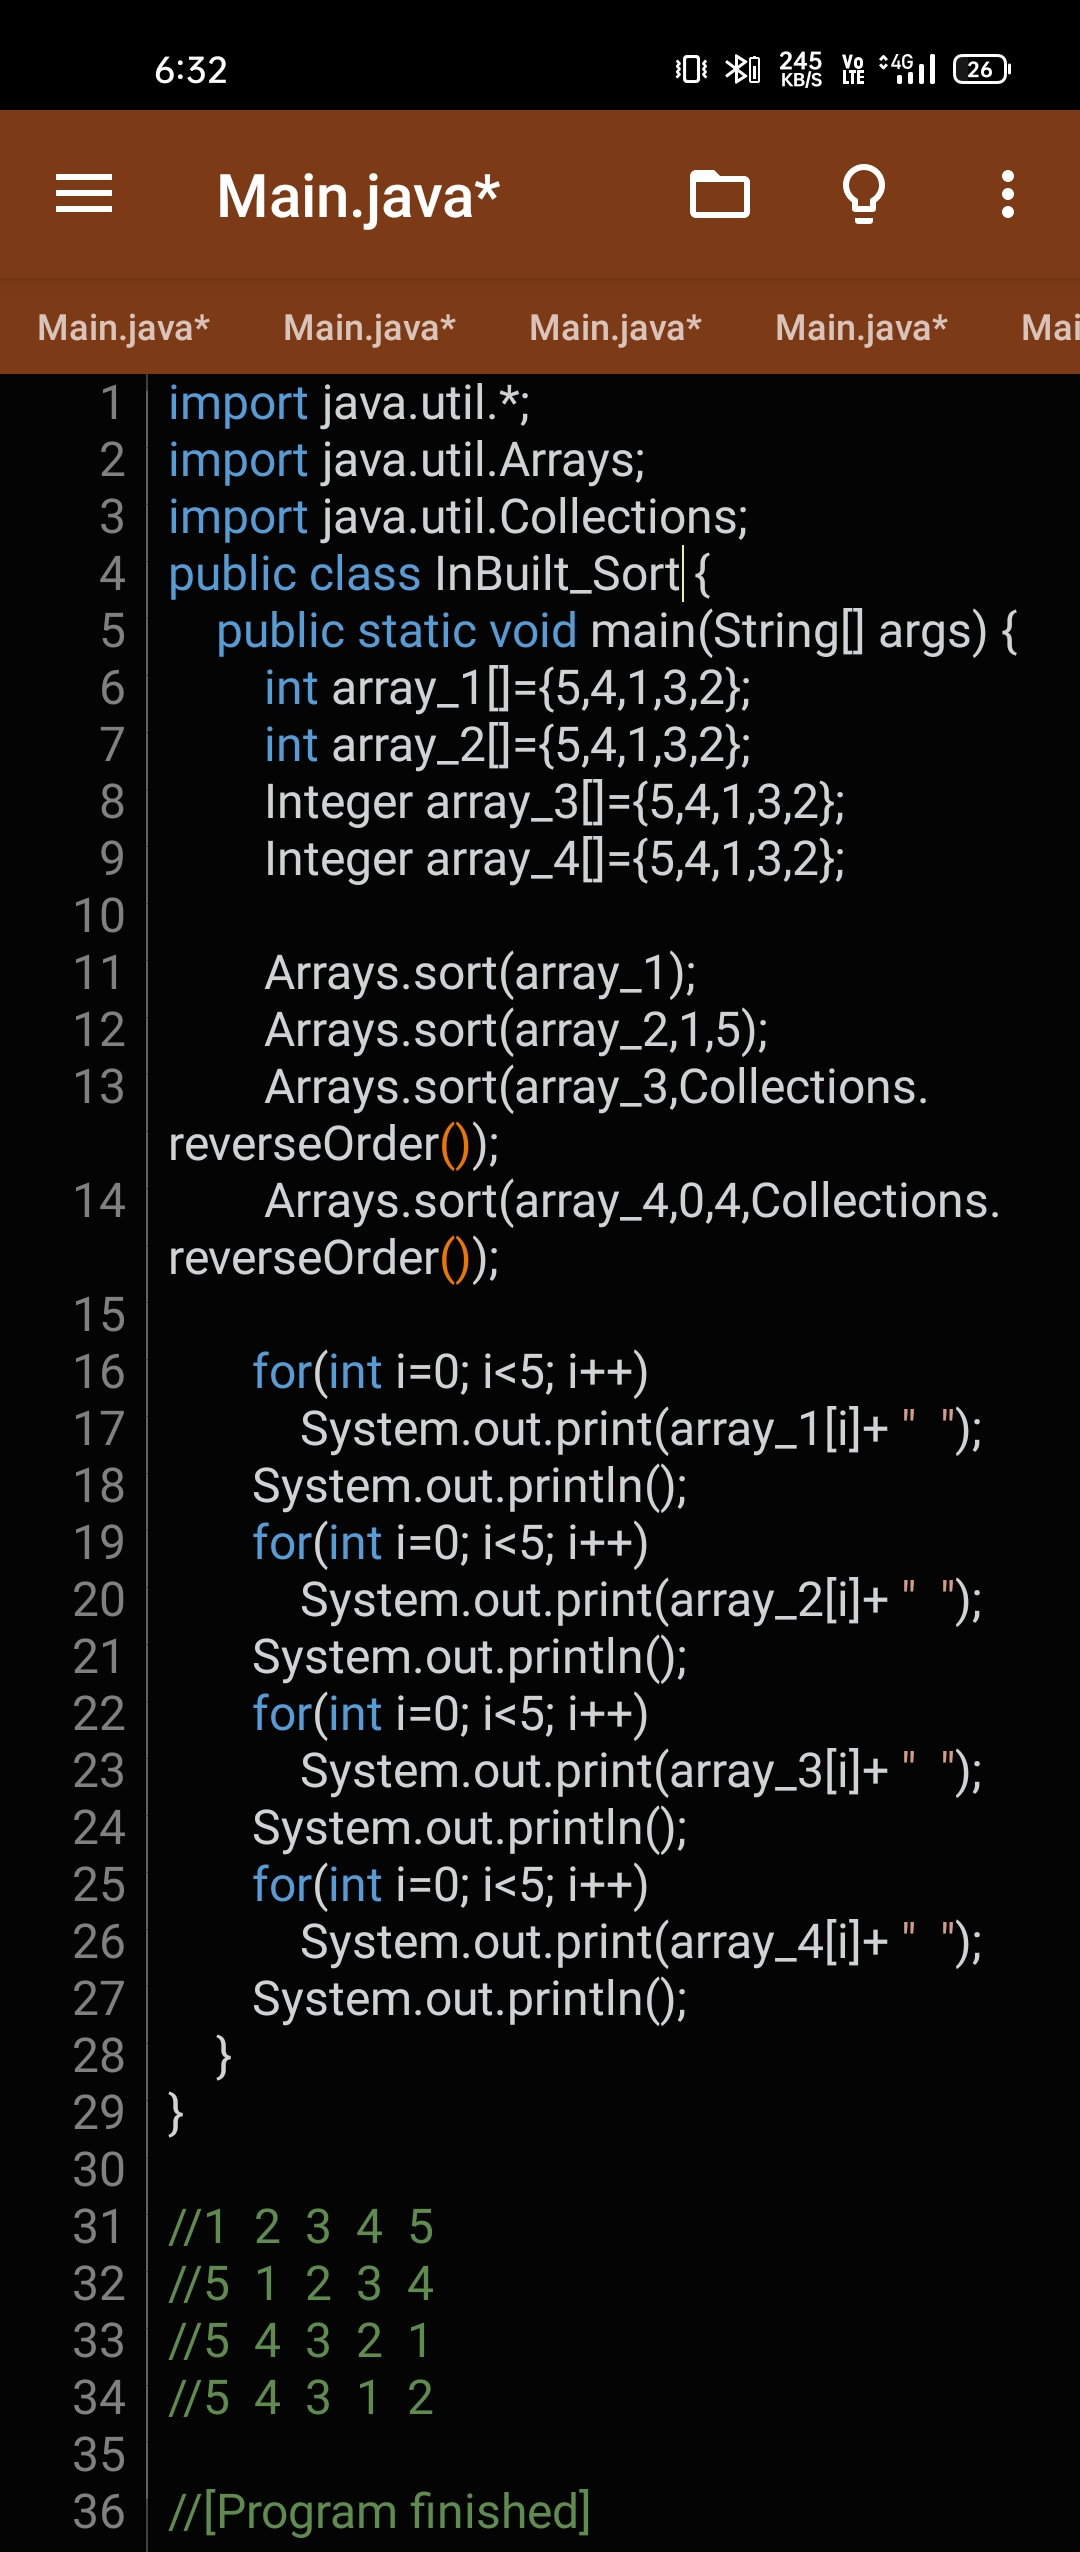 6:32
245 KB/S Vo LTE 4G 26
Main.java*
Main.java* Main.java* Main.java* Main.java* Mai
1 import java.util.*;
2 import java.util.Arrays;
3 import java.util.Collections;
4 public class InBuilt_Sort {
5 public static void main(String[] args) {
6 int array_1[]={5,4,1,3,2};
7 int array_2[]={5,4,1,3,2};
8 Integer array_3[]={5,4,1,3,2};
9 Integer array_4[]={5,4,1,3,2};
10
11 Arrays.sort(array_1);
12 Arrays.sort(array_2,1,5);
13 Arrays.sort(array_3,Collections.
reverseOrder());
14 Arrays.sort(array_4,0,4,Collections.
reverseOrder());
15
16 for(int i=0; i<5; i++)
17 System.out.print(array_1[i]+ "  ");
18 System.out.println();
19 for(int i=0; i<5; i++)
20 System.out.print(array_2[i]+ "  ");
21 System.out.println();
22 for(int i=0; i<5; i++)
23 System.out.print(array_3[i]+ "  ");
24 System.out.println();
25 for(int i=0; i<5; i++)
26 System.out.print(array_4[i]+ "  ");
27 System.out.println();
28 }
29 }
30
31 //1 2 3 4 5
32 //5 1 2 3 4
33 //5 4 3 2 1
34 //5 4 3 1 2
35
36 //[Program finished]